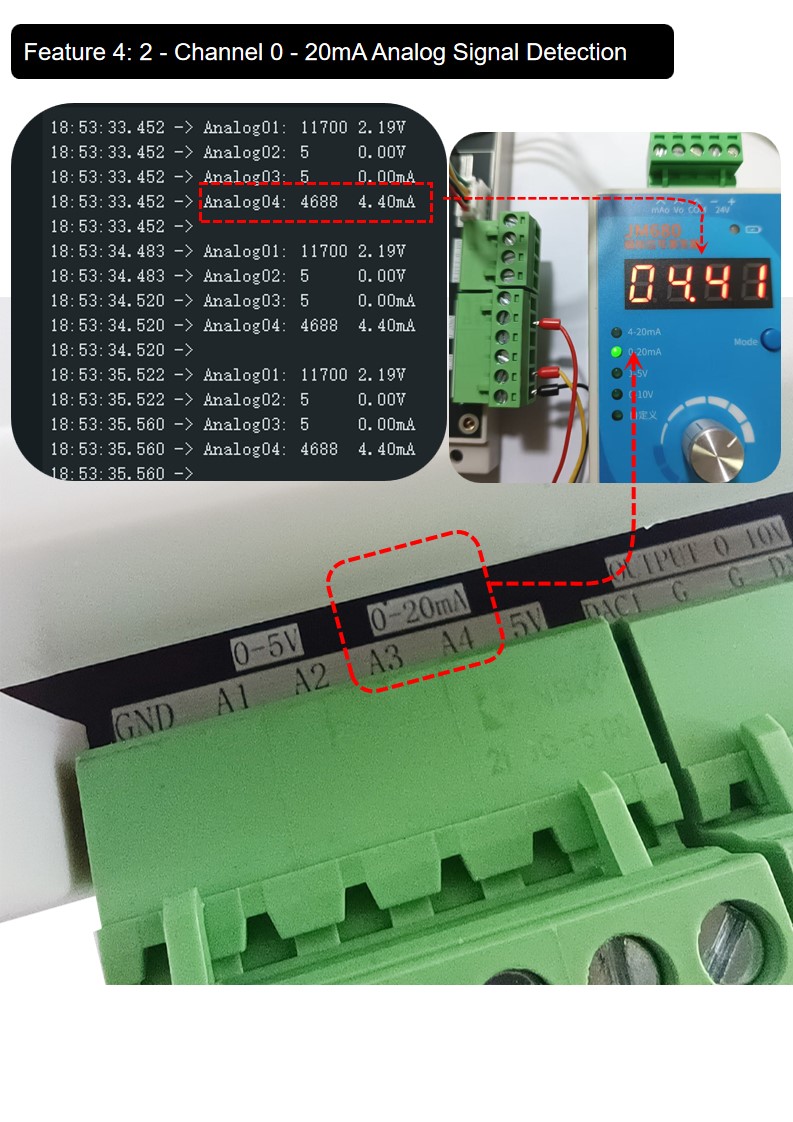 Feature 4: 2 - Channel 0 - 20mA Analog Signal Detection
18:53:33.452 -> Analog01: 11700 2.19V
18:53:33.452 -> Analog02: 5 0.00V
18:53:33.452 -> Analog03: 5 0.00mA
18:53:33.452 -> Analog04: 4688 4.40mA
18:53:33.452 ->
18:53:34.483 -> Analog01: 11700 2.19V
18:53:34.483 -> Analog02: 5 0.00V
18:53:34.520 -> Analog03: 5 0.00mA
18:53:34.520 -> Analog04: 4688 4.40mA
18:53:34.520 ->
18:53:35.522 -> Analog01: 11700 2.19V
18:53:35.522 -> Analog02: 5 0.00V
18:53:35.560 -> Analog03: 5 0.00mA
18:53:35.560 -> Analog04: 4688 4.40mA
18:53:35.560 ->
- +
mAo Vo COM 24V
JM680
04.41
4-20mA
0-20mA
0-5V
0-10V
Mode
OUTPUT 0-10V
DAC1 G G
0-5V 0-20mA
GND A1 A2 A3 A4 5V